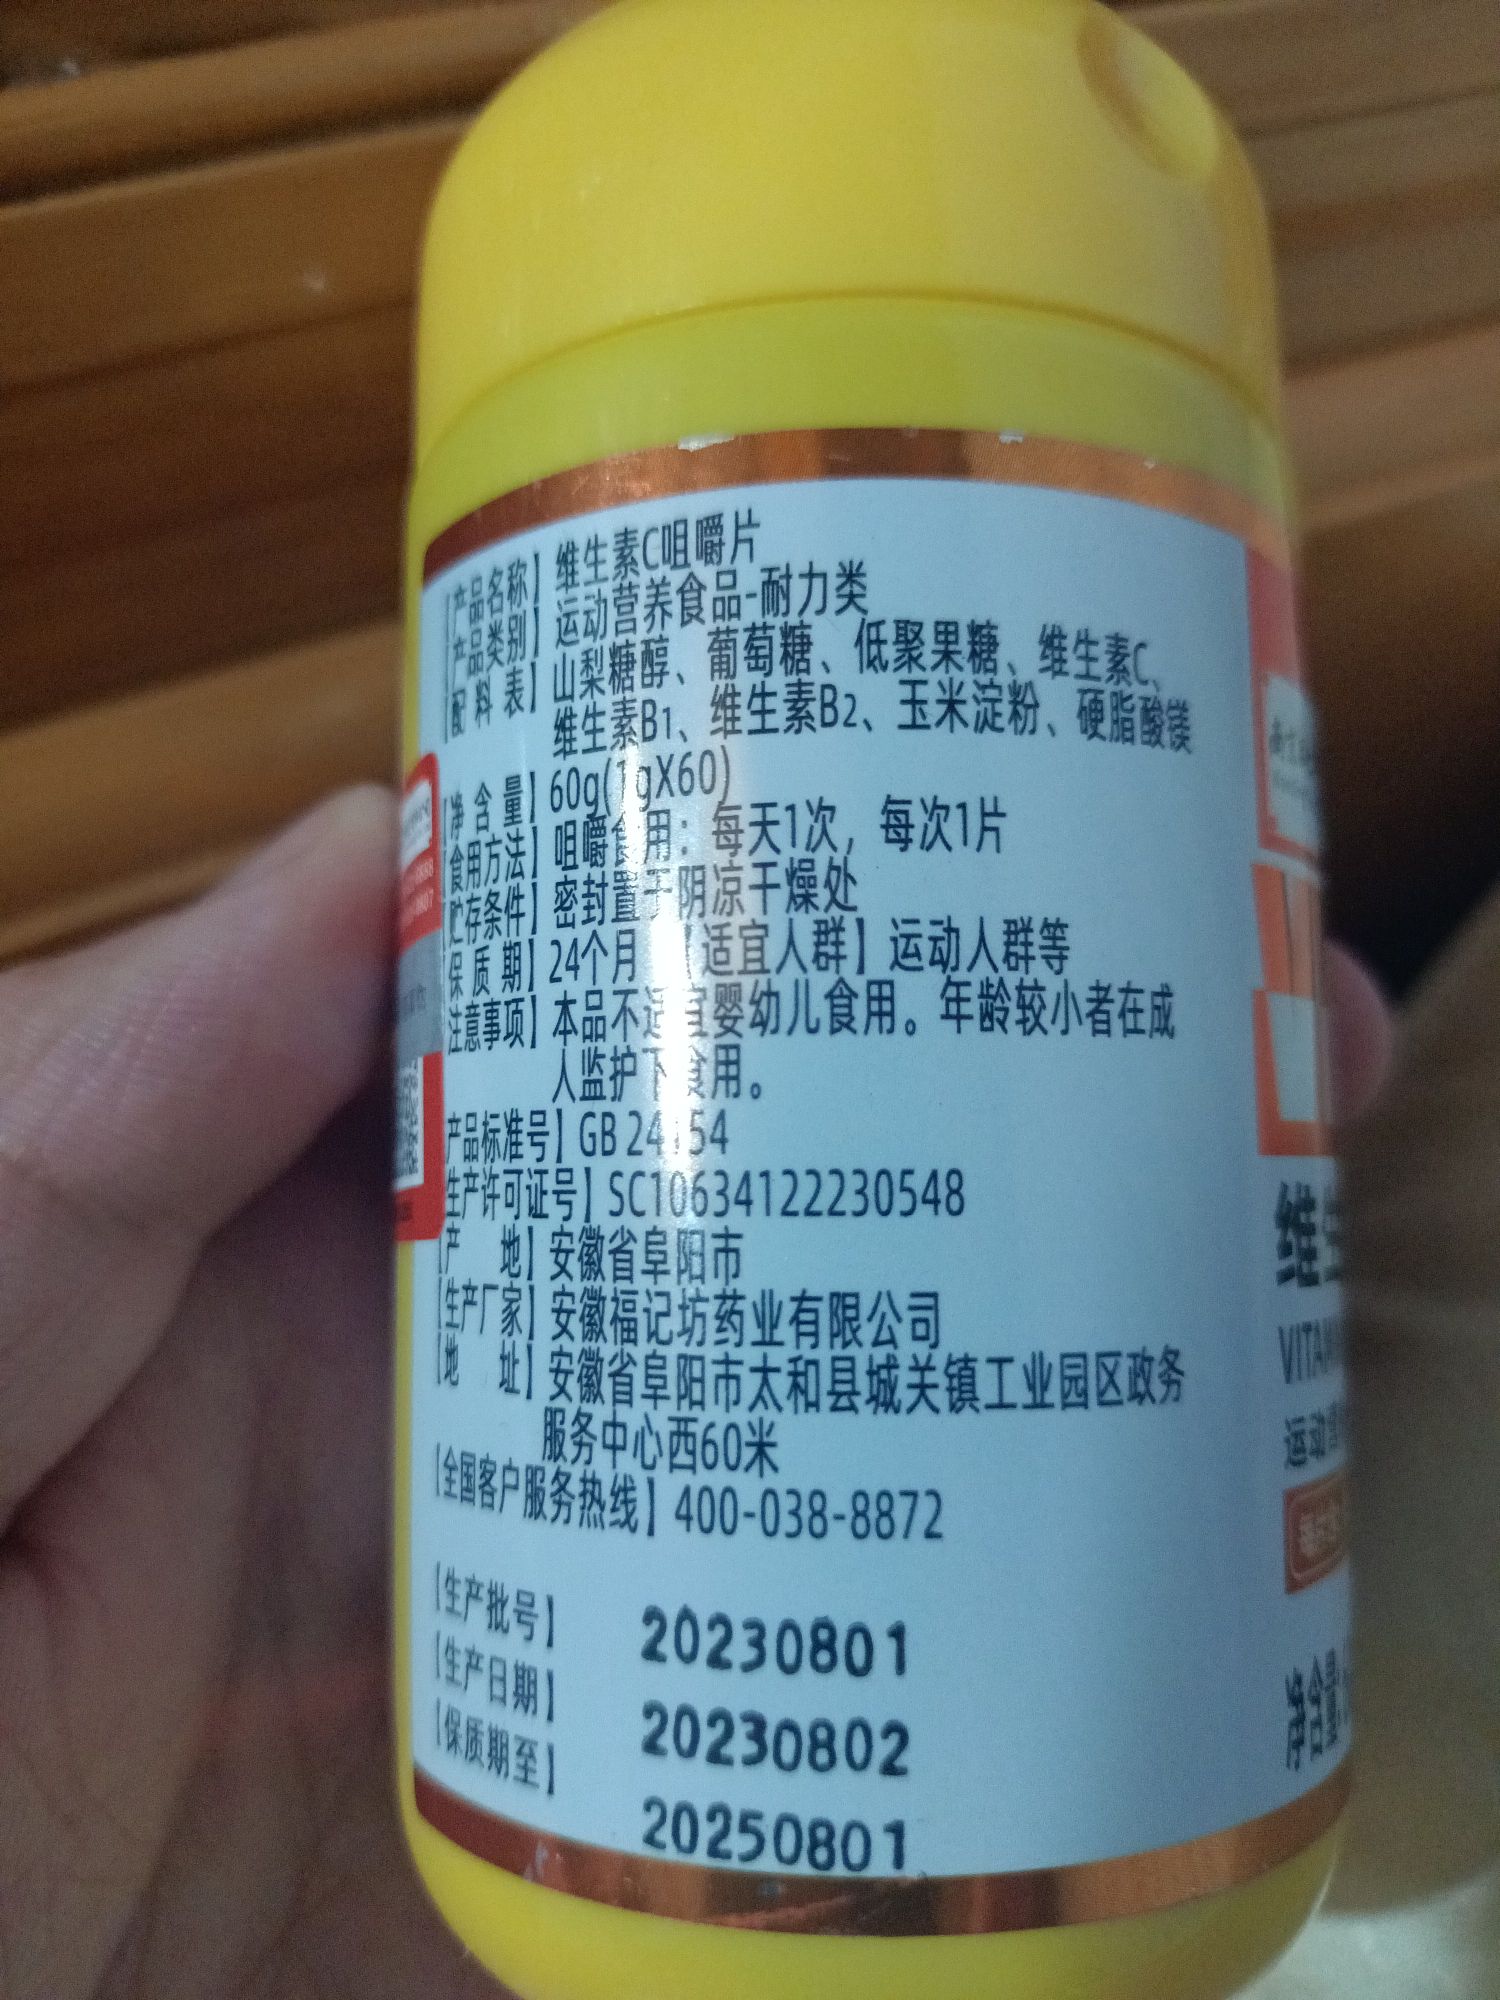 【产品名称】维生素C咀嚼片
【产品类别】运动营养食品-耐力类
【配料表】山梨糖醇、葡萄糖、低聚果糖、维生素C、
维生素B1、维生素B2、玉米淀粉、硬脂酸镁
【净含量】60g(1gX60)
【食用方法】咀嚼食用：每天1次，每次1片
【贮存条件】密封置于阴凉干燥处
【保质期】24个月 【适宜人群】运动人群等
【注意事项】本品不适宜婴幼儿食用。年龄较小者在成
人监护下食用。
【产品标准号】GB 24154
【生产许可证号】SC10634122230548
【产地】安徽省阜阳市
【生产厂家】安徽福记坊药业有限公司
【地址】安徽省阜阳市太和县城关镇工业园区政务
服务中心西60米
【全国客户服务热线】400-038-8872
【生产批号】 20230801
【生产日期】 20230802
【保质期至】 20250801
维生
VITAM
运动营
净含量